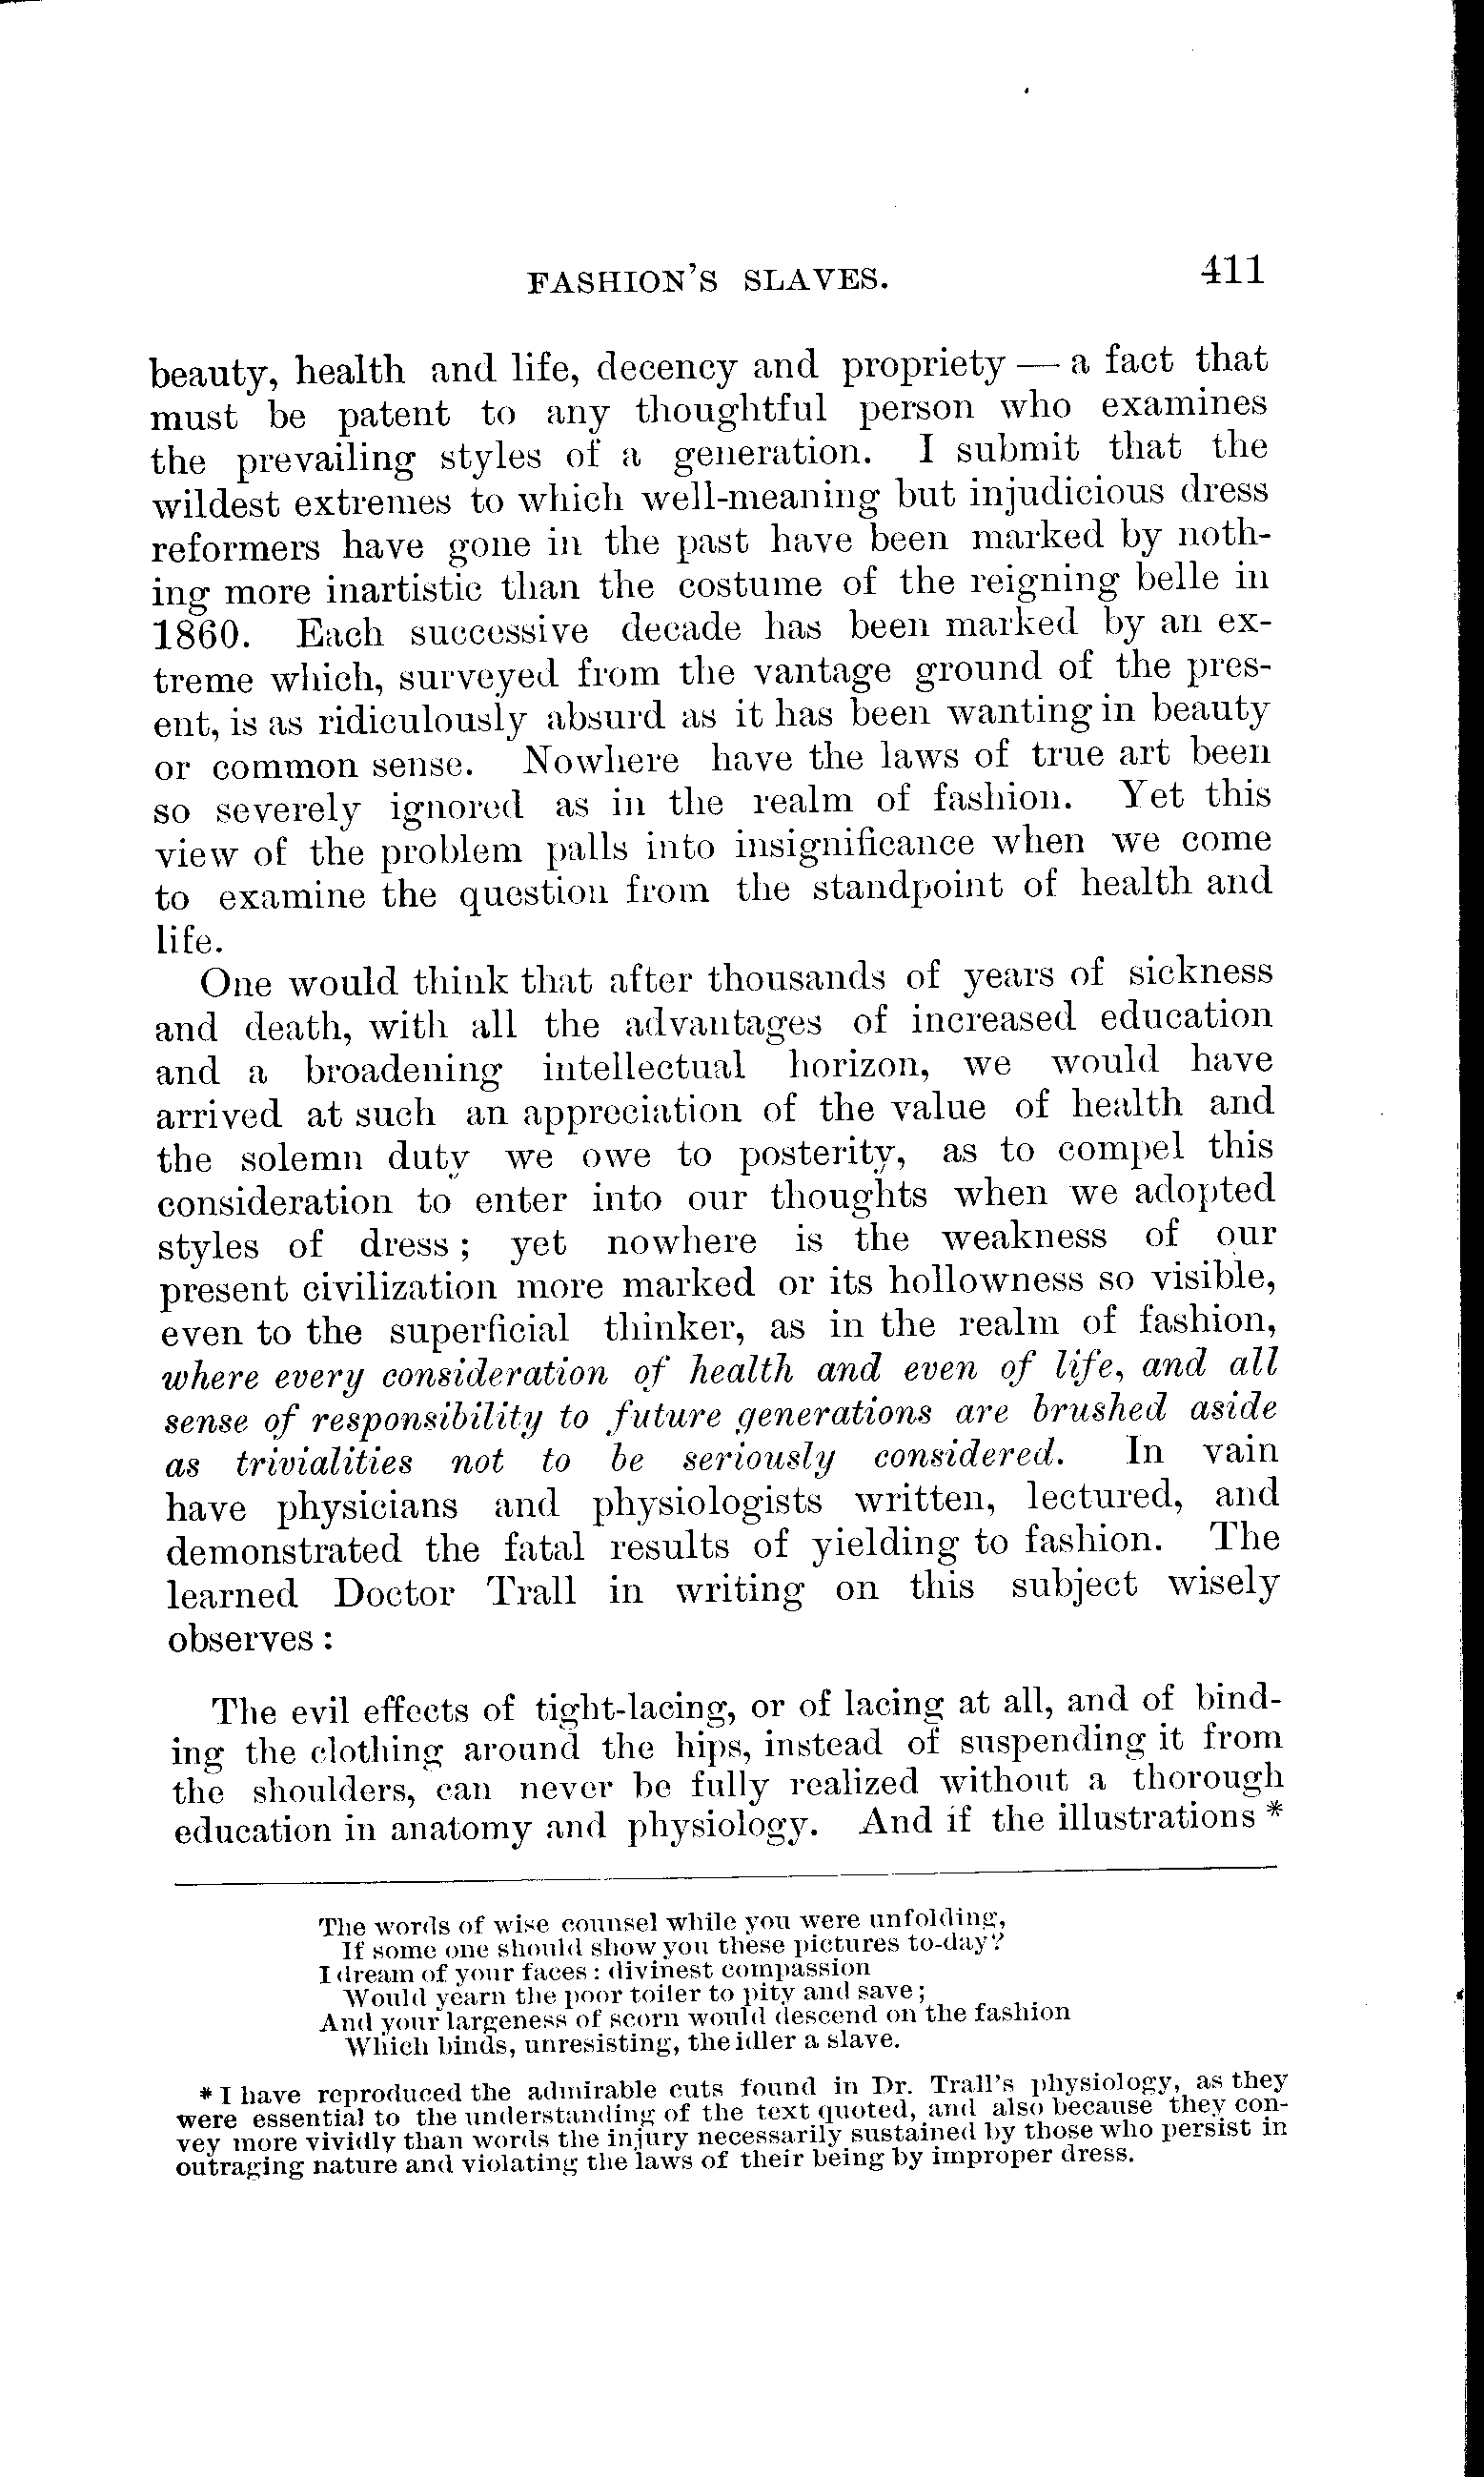 FASHION'S SLAVES. 411
beauty, health and life, decency and propriety — a fact that
must be patent to any thoughtful person who examines
the prevailing styles of a generation. I submit that the
wildest extremes to which well-meaning but injudicious dress
reformers have gone in the past have been marked by noth-
ing more inartistic than the costume of the reigning belle in
1860. Each successive decade has been marked by an ex-
treme which, surveyed from the vantage ground of the pres-
ent, is as ridiculously absurd as it has been wanting in beauty
or common sense. Nowhere have the laws of true art been
so severely ignored as in the realm of fashion. Yet this
view of the problem palls into insignificance when we come
to examine the question from the standpoint of health and
life.
One would think that after thousands of years of sickness
and death, with all the advantages of increased education
and a broadening intellectual horizon, we would have
arrived at such an appreciation of the value of health and
the solemn duty we owe to posterity, as to compel this
consideration to enter into our thoughts when we adopted
styles of dress; yet nowhere is the weakness of our
present civilization more marked or its hollowness so visible,
even to the superficial thinker, as in the realm of fashion,
where every consideration of health and even of life, and all
sense of responsibility to future generations are brushed aside
as trivialities not to be seriously considered. In vain
have physicians and physiologists written, lectured, and
demonstrated the fatal results of yielding to fashion. The
learned Doctor Trall in writing on this subject wisely
observes:
The evil effects of tight-lacing, or of lacing at all, and of bind-
ing the clothing around the hips, instead of suspending it from
the shoulders, can never be fully realized without a thorough
education in anatomy and physiology. And if the illustrations *
The words of wise counsel while you were unfolding,
If some one should show you these pictures to-day?
I dream of your faces: divinest compassion
Would yearn the poor toiler to pity and save;
And your largeness of scorn would descend on the fashion
Which binds, unresisting, the idler a slave.
* I have reproduced the admirable cuts found in Dr. Trall's physiology, as they
were essential to the understanding of the text quoted, and also because they con-
vey more vividly than words the injury necessarily sustained by those who persist in
outraging nature and violating the laws of their being by improper dress.